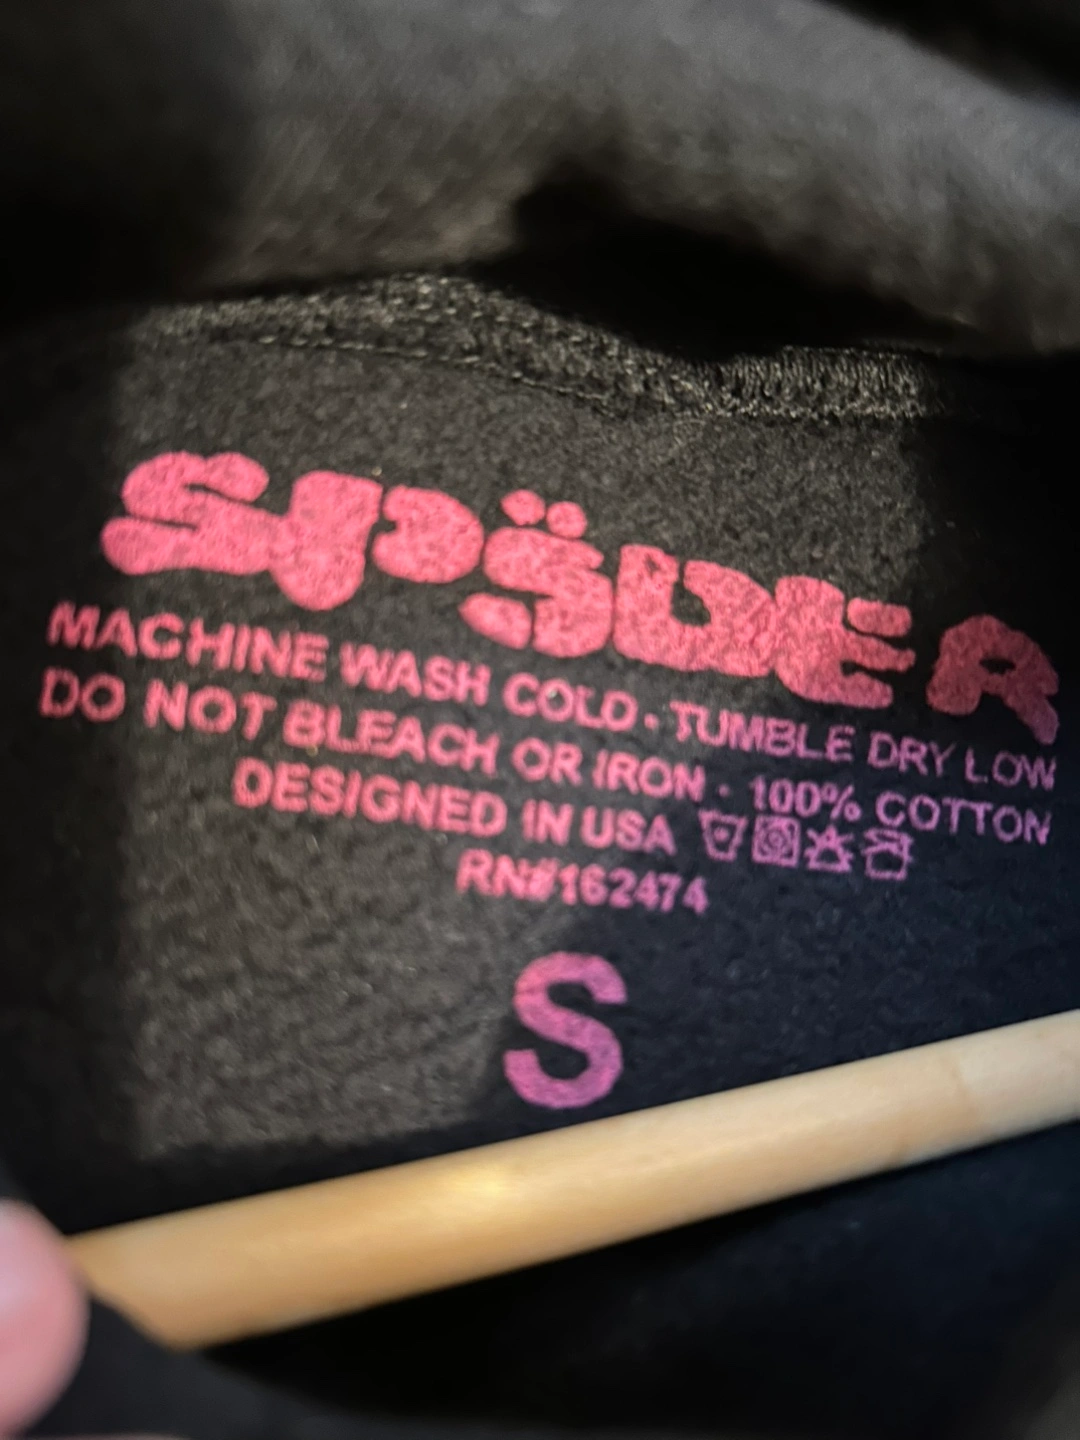 SP5DER
MACHINE WASH COLD · TUMBLE DRY LOW
DO NOT BLEACH OR IRON · 100% COTTON
DESIGNED IN USA
RN#162474
S